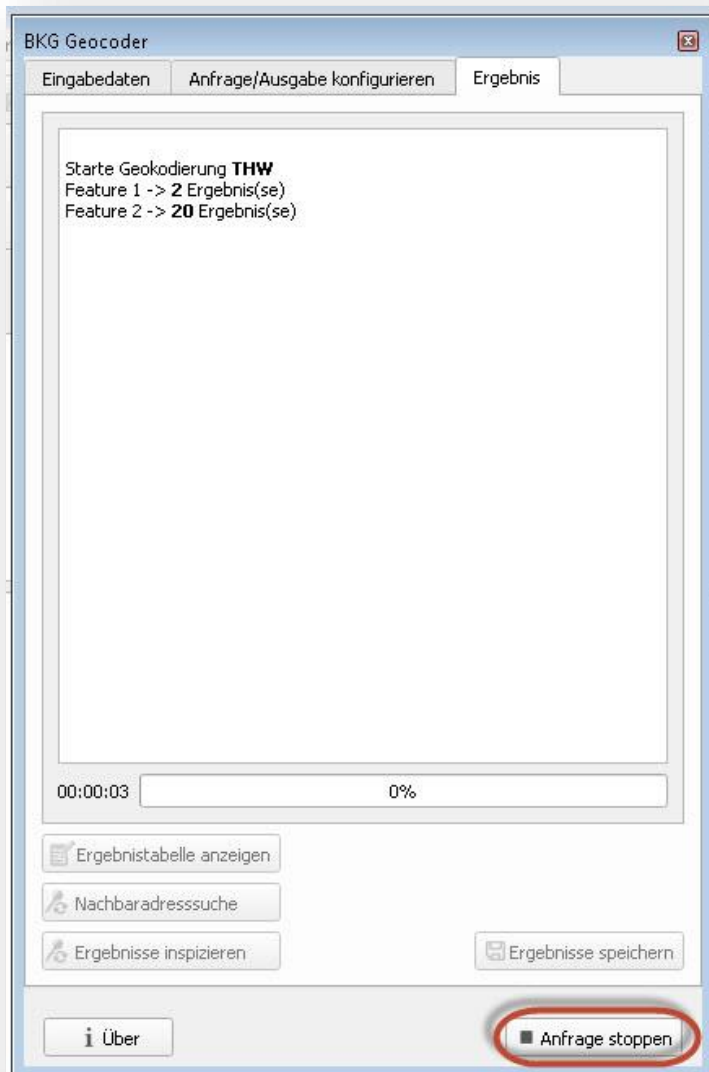 BKG Geocoder
Eingabedaten
Anfrage/Ausgabe konfigurieren
Ergebnis
Starte Geokodierung THW
Feature 1 -> 2 Ergebnis(se)
Feature 2 -> 20 Ergebnis(se)
00:00:03
0%
Ergebnistabelle anzeigen
Nachbaradresssuche
Ergebnisse inspizieren
Ergebnisse speichern
Über
Anfrage stoppen